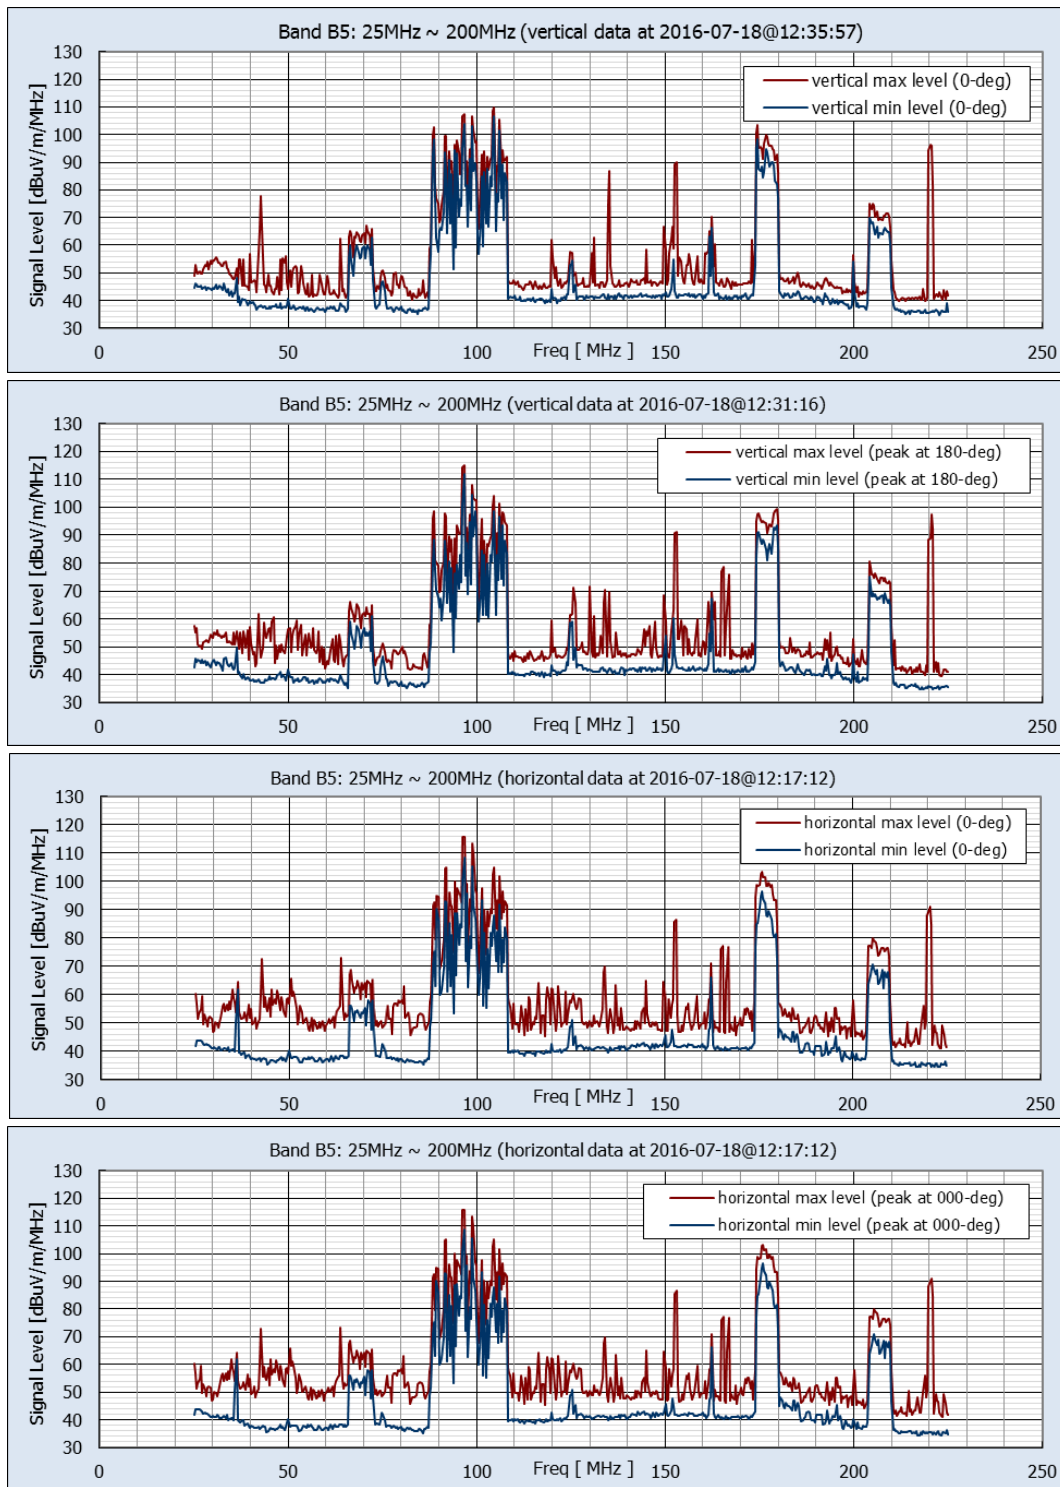 Band B5: 25MHz ~ 200MHz (vertical data at 2016-07-18@12:35:57)
vertical max level (0-deg)
vertical min level (0-deg)
Signal Level [dBuV/m/MHz]
130
120
110
100
90
80
70
60
50
40
30
0 50 100 150 200 250
Freq [ MHz ]
Band B5: 25MHz ~ 200MHz (vertical data at 2016-07-18@12:31:16)
vertical max level (peak at 180-deg)
vertical min level (peak at 180-deg)
Signal Level [dBuV/m/MHz]
130
120
110
100
90
80
70
60
50
40
30
0 50 100 150 200 250
Freq [ MHz ]
Band B5: 25MHz ~ 200MHz (horizontal data at 2016-07-18@12:17:12)
horizontal max level (0-deg)
horizontal min level (0-deg)
Signal Level [dBuV/m/MHz]
130
120
110
100
90
80
70
60
50
40
30
0 50 100 150 200 250
Freq [ MHz ]
Band B5: 25MHz ~ 200MHz (horizontal data at 2016-07-18@12:17:12)
horizontal max level (peak at 000-deg)
horizontal min level (peak at 000-deg)
Signal Level [dBuV/m/MHz]
130
120
110
100
90
80
70
60
50
40
30
0 50 100 150 200 250
Freq [ MHz ]